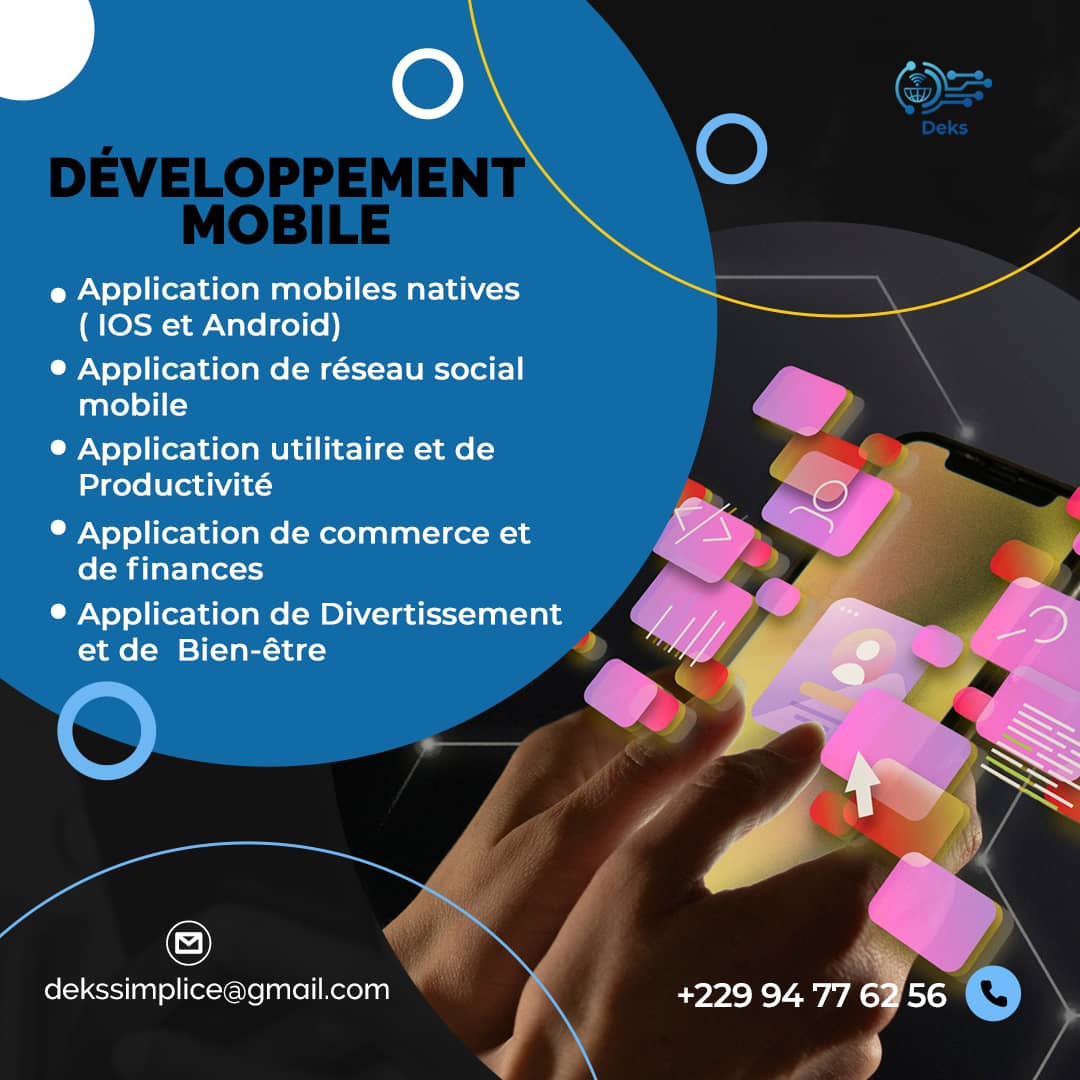 Deks
DÉVELOPPEMENT
MOBILE
Application mobiles natives
( IOS et Android)
Application de réseau social
mobile
Application utilitaire et de
Productivité
Application de commerce et
de finances
Application de Divertissement
et de  Bien-être
dekssimplice@gmail.com
+229 94 77 62 56